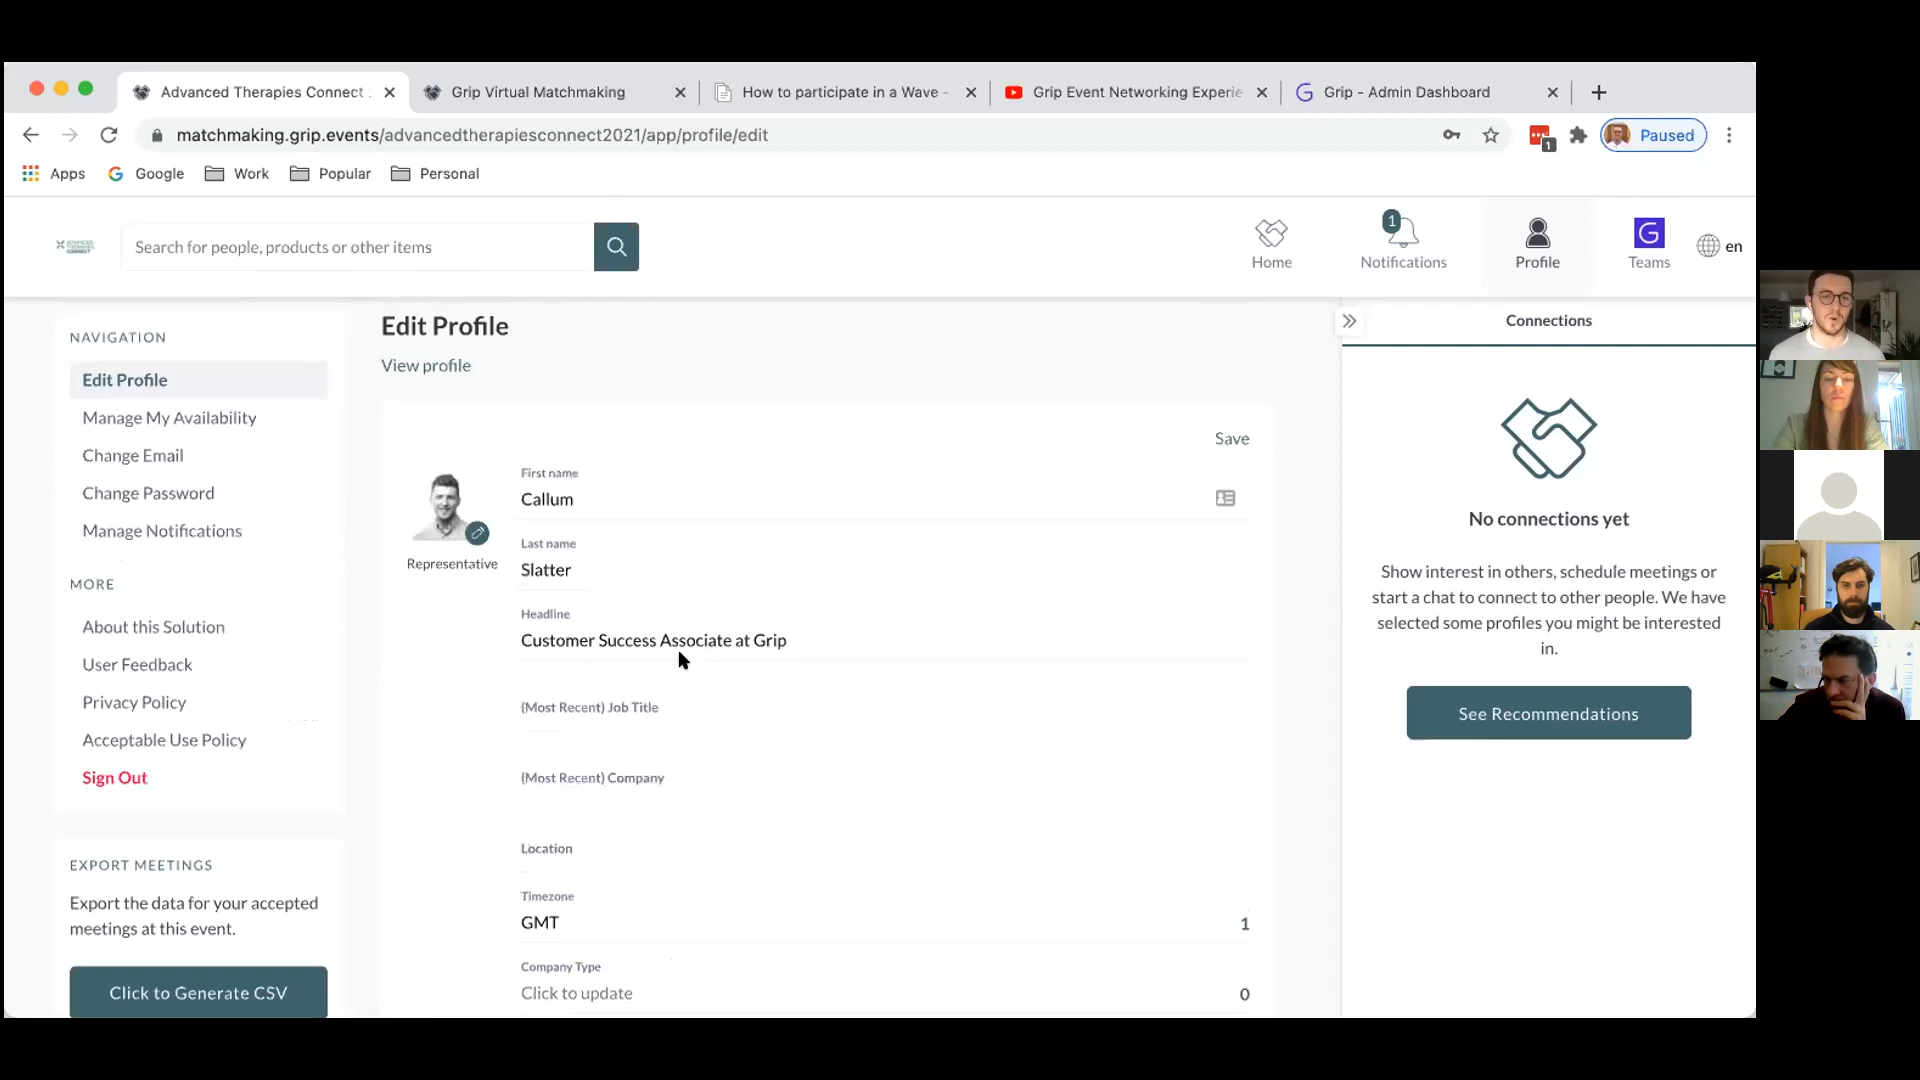 Advanced Therapies Connect
Grip Virtual Matchmaking
How to participate in a Wave -
Grip Event Networking Experie
Grip - Admin Dashboard
matchmaking.grip.events/advancedtherapiesconnect2021/app/profile/edit
1
Paused
Apps
Google
Work
Popular
Personal
ADVANCED
THERAPIES
CONNECT
Search for people, products or other items
Home
1
Notifications
Profile
G
Teams
en
NAVIGATION
Edit Profile
Manage My Availability
Change Email
Change Password
Manage Notifications
MORE
About this Solution
User Feedback
Privacy Policy
Acceptable Use Policy
Sign Out
EXPORT MEETINGS
Export the data for your accepted
meetings at this event.
Click to Generate CSV
Edit Profile
View profile
Save
Representative
First name
Callum
Last name
Slatter
Headline
Customer Success Associate at Grip
(Most Recent) Job Title
(Most Recent) Company
Location
Timezone
GMT
1
Company Type
Click to update
0
Connections
No connections yet
Show interest in others, schedule meetings or
start a chat to connect to other people. We have
selected some profiles you might be interested
in.
See Recommendations